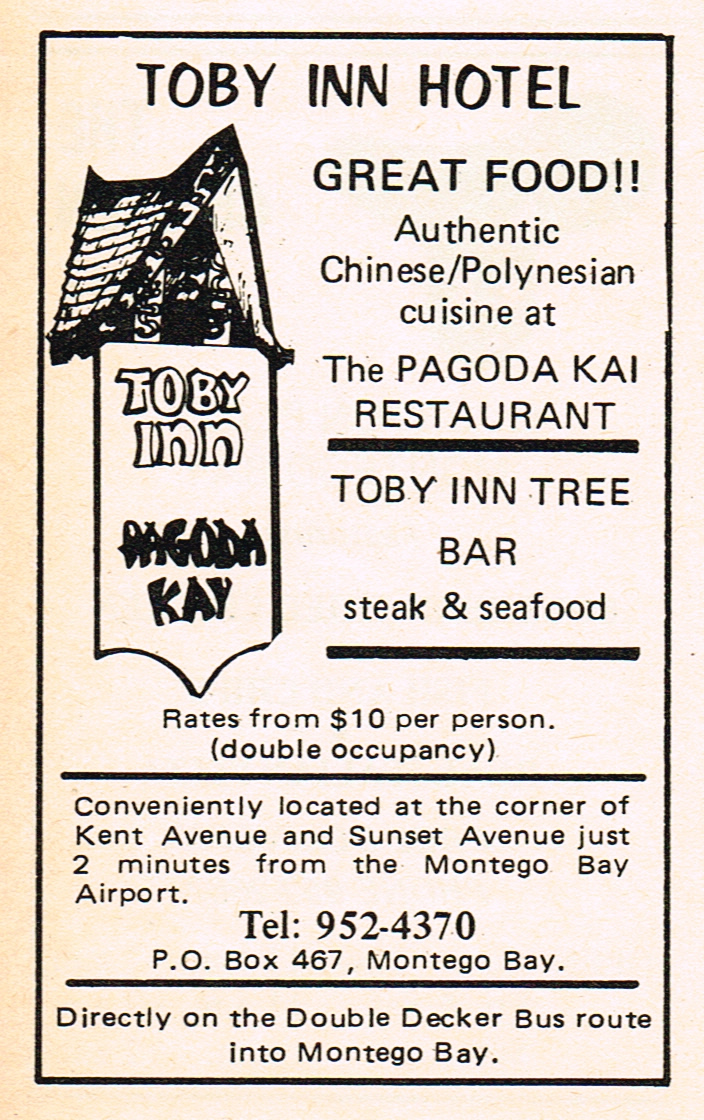 TOBY INN HOTEL
GREAT FOOD!!
Authentic
Chinese/Polynesian
cuisine at
The PAGODA KAI
RESTAURANT
TOBY INN TREE
BAR
steak & seafood
TOBY
INN
PAGODA
KAY
Rates from $10 per person.
(double occupancy)
Conveniently located at the corner of
Kent Avenue and Sunset Avenue just
2 minutes from the Montego Bay
Airport.
Tel: 952-4370
P.O. Box 467, Montego Bay.
Directly on the Double Decker Bus route
into Montego Bay.